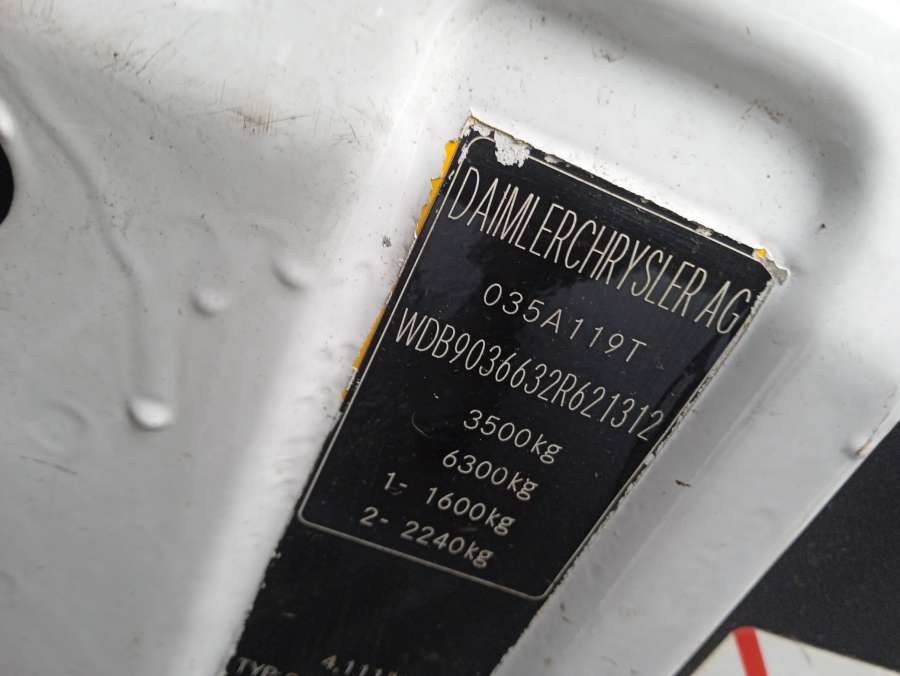 DAIMLERCHRYSLER AG
035A119T
WDB9036632R621312
3500kg
6300kg
1- 1600kg
2- 2240kg